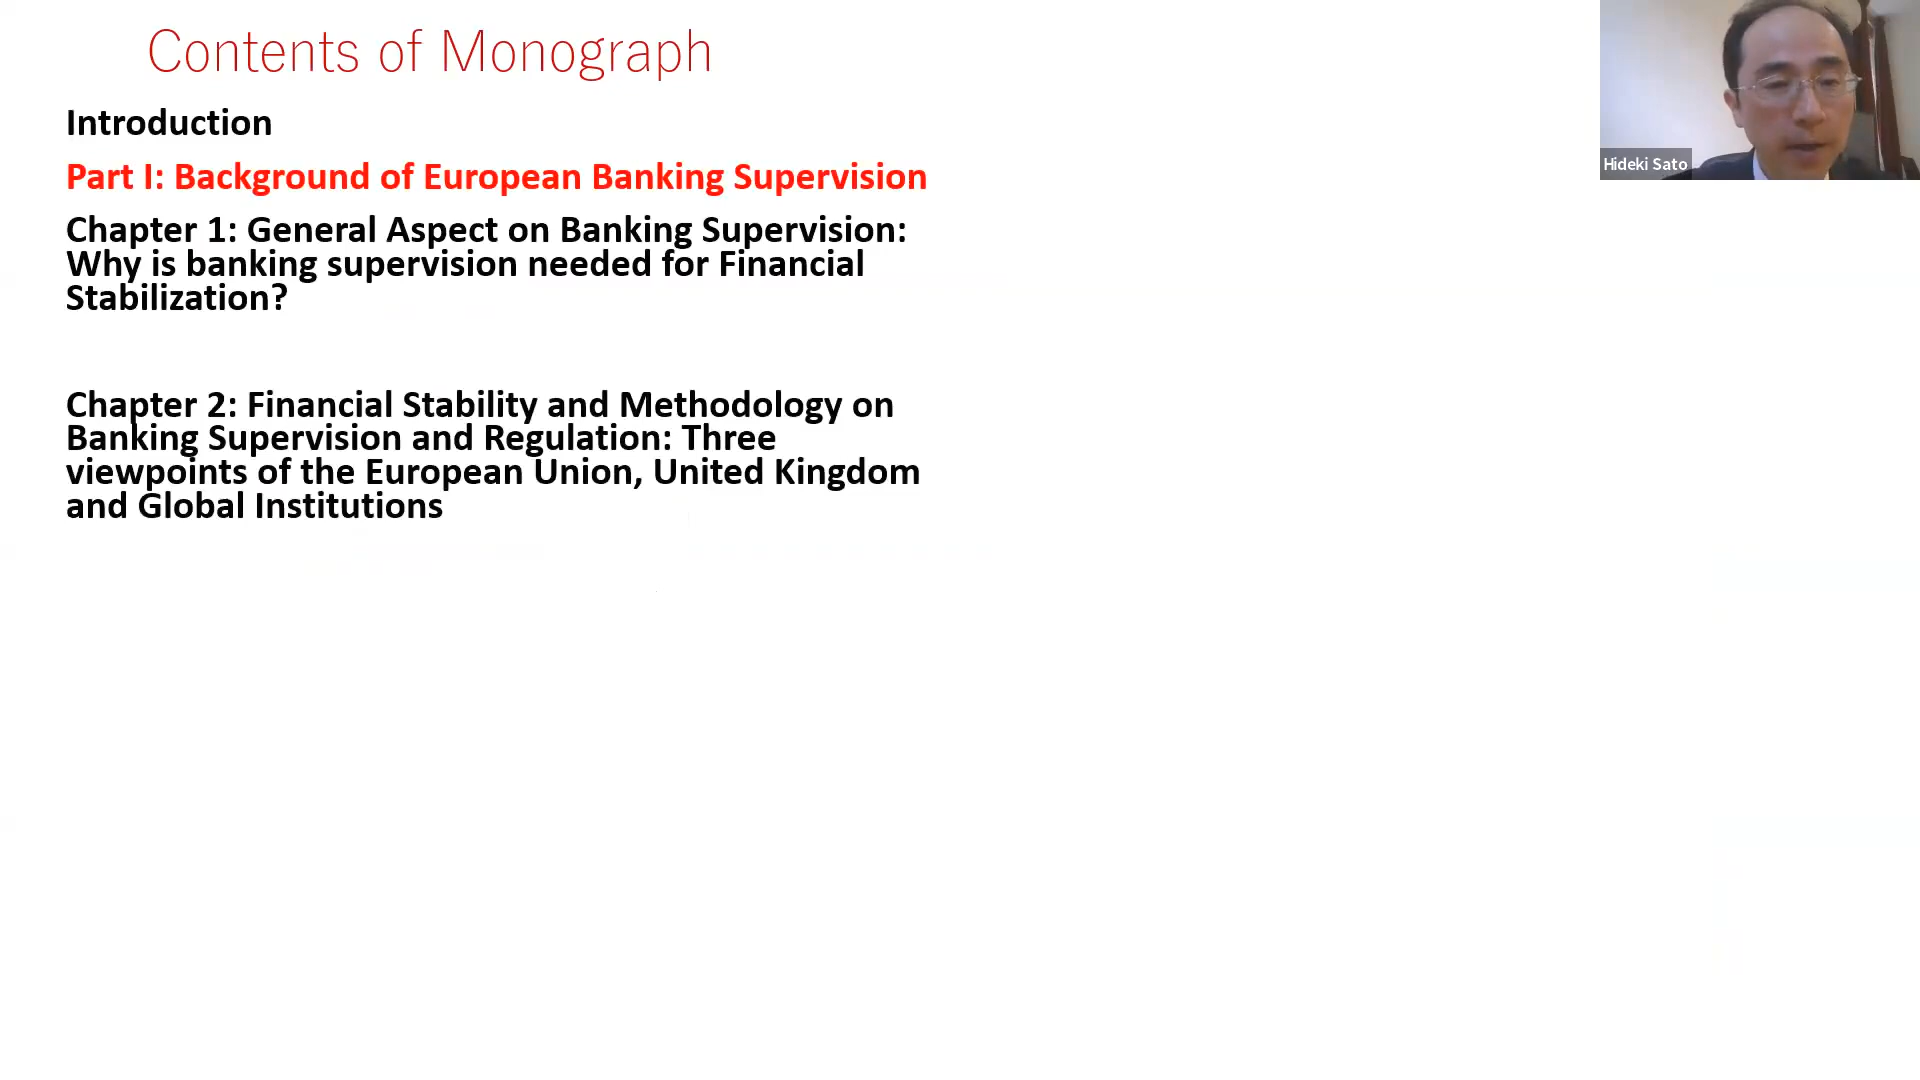 Contents of Monograph
Introduction
Part I: Background of European Banking Supervision
Chapter 1: General Aspect on Banking Supervision:
Why is banking supervision needed for Financial
Stabilization?
Chapter 2: Financial Stability and Methodology on
Banking Supervision and Regulation: Three
viewpoints of the European Union, United Kingdom
and Global Institutions
Hideki Sato